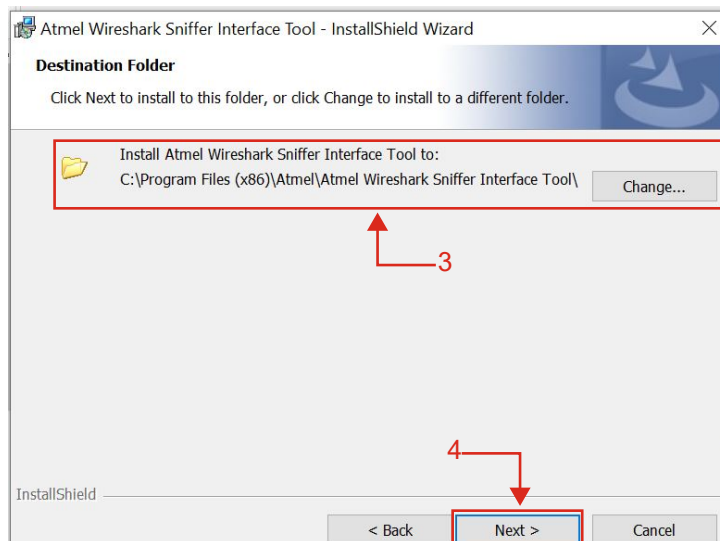 Atmel Wireshark Sniffer Interface Tool - InstallShield Wizard
Destination Folder
Click Next to install to this folder, or click Change to install to a different folder.
Install Atmel Wireshark Sniffer Interface Tool to:
C:\Program Files (x86)\Atmel\Atmel Wireshark Sniffer Interface Tool\
Change...
3
4
InstallShield
< Back
Next >
Cancel